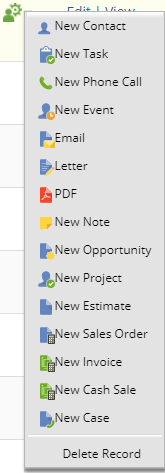 Edit | View
New Contact
New Task
New Phone Call
New Event
Email
Letter
PDF
New Note
New Opportunity
New Project
New Estimate
New Sales Order
New Invoice
New Cash Sale
New Case
Delete Record